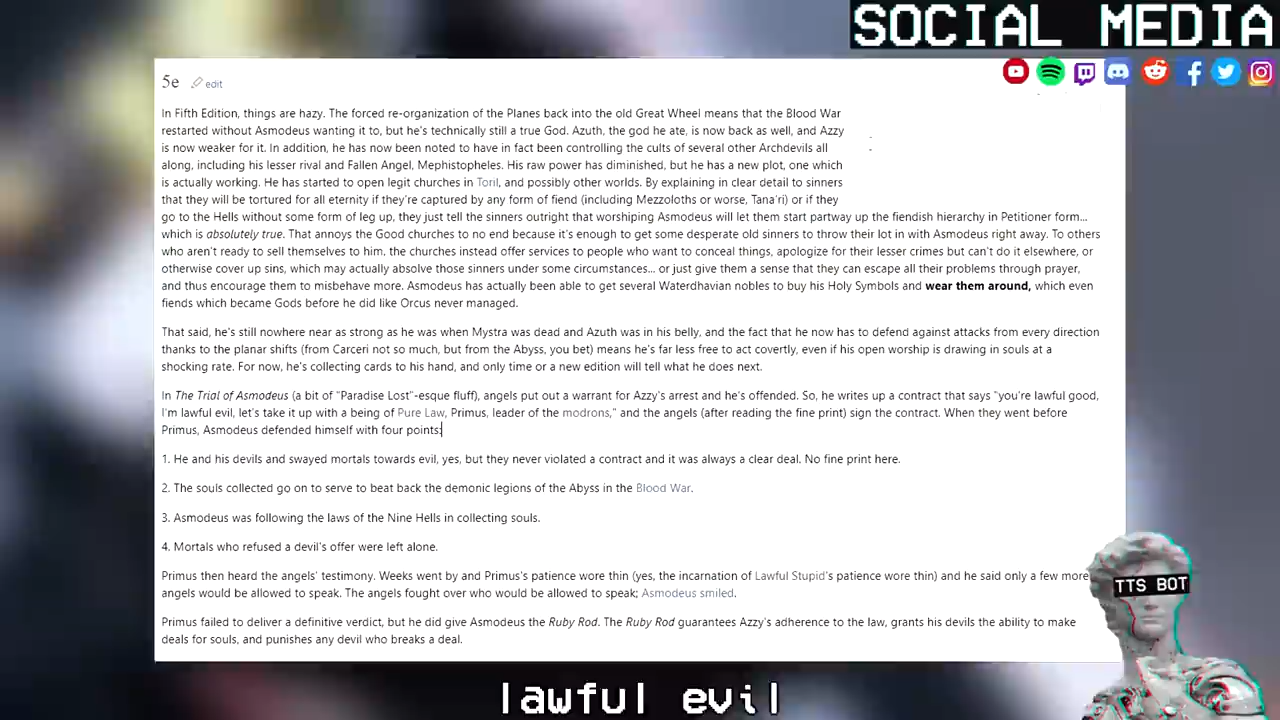 SOCIAL MEDIA
5e edit
In Fifth Edition, things are hazy. The forced re-organization of the Planes back into the old Great Wheel means that the Blood War
restarted without Asmodeus wanting it to, but he's technically still a true God. Azuth, the god he ate, is now back as well, and Azzy
is now weaker for it. In addition, he has now been noted to have in fact been controlling the cults of several other Archdevils all
along, including his lesser rival and Fallen Angel, Mephistopheles. His raw power has diminished, but he has a new plot, one which
is actually working. He has started to open legit churches in Toril, and possibly other worlds. By explaining in clear detail to sinners
that they will be tortured for all eternity if they're captured by any form of fiend (including Mezzoloths or worse, Tana'ri) or if they
go to the Hells without some form of leg up, they just tell the sinners outright that worshiping Asmodeus will let them start partway up the fiendish hierarchy in Petitioner form...
which is absolutely true. That annoys the Good churches to no end because it's enough to get some desperate old sinners to throw their lot in with Asmodeus right away. To others
who aren't ready to sell themselves to him. the churches instead offer services to people who want to conceal things, apologize for their lesser crimes but can't do it elsewhere, or
otherwise cover up sins, which may actually absolve those sinners under some circumstances... or just give them a sense that they can escape all their problems through prayer,
and thus encourage them to misbehave more. Asmodeus has actually been able to get several Waterdhavian nobles to buy his Holy Symbols and wear them around, which even
fiends which became Gods before he did like Orcus never managed.
That said, he's still nowhere near as strong as he was when Mystra was dead and Azuth was in his belly, and the fact that he now has to defend against attacks from every direction
thanks to the planar shifts (from Carceri not so much, but from the Abyss, you bet) means he's far less free to act covertly, even if his open worship is drawing in souls at a
shocking rate. For now, he's collecting cards to his hand, and only time or a new edition will tell what he does next.
In The Trial of Asmodeus (a bit of "Paradise Lost"-esque fluff), angels put out a warrant for Azzy's arrest and he's offended. So, he writes up a contract that says "you're lawful good,
I'm lawful evil, let's take it up with a being of Pure Law, Primus, leader of the modrons," and the angels (after reading the fine print) sign the contract. When they went before
Primus, Asmodeus defended himself with four points:
1. He and his devils and swayed mortals towards evil, yes, but they never violated a contract and it was always a clear deal. No fine print here.
2. The souls collected go on to serve to beat back the demonic legions of the Abyss in the Blood War.
3. Asmodeus was following the laws of the Nine Hells in collecting souls.
4. Mortals who refused a devil's offer were left alone.
Primus then heard the angels' testimony. Weeks went by and Primus's patience wore thin (yes, the incarnation of Lawful Stupid's patience wore thin) and he said only a few more
angels would be allowed to speak. The angels fought over who would be allowed to speak; Asmodeus smiled.
Primus failed to deliver a definitive verdict, but he did give Asmodeus the Ruby Rod. The Ruby Rod guarantees Azzy's adherence to the law, grants his devils the ability to make
deals for souls, and punishes any devil who breaks a deal.
TTS BOT
lawful evil